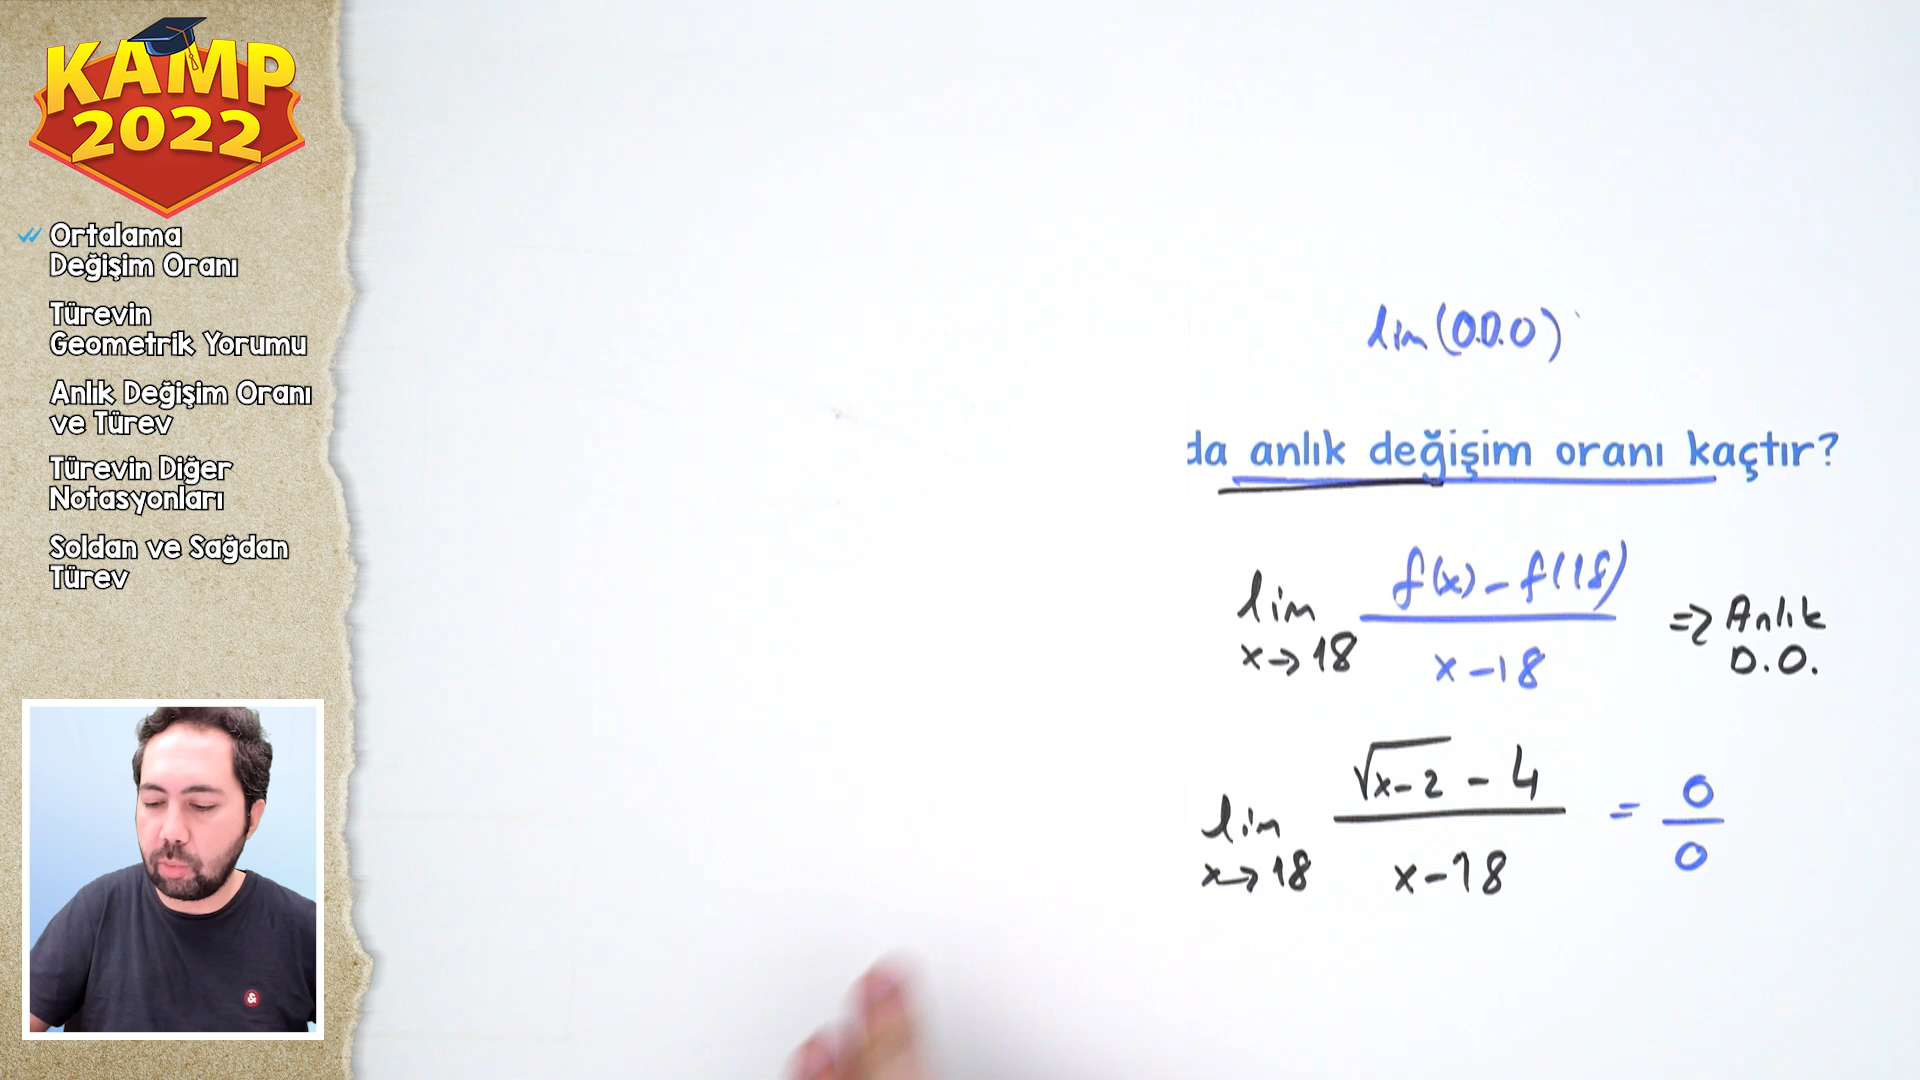 KAMP
2022
Ortalama
Değişim Oranı
Türevin
Geometrik Yorumu
Anlık Değişim Oranı
ve Türev
Türevin Diğer
Notasyonları
Soldan ve Sağdan
Türev
&
lim (O.D.O)
da anlık değişim oranı kaçtır?
lim x→18 f(x) - f(18) / x - 18 => Anlık D.O.
lim x→18 √x-2 - 4 / x - 18 = 0/0